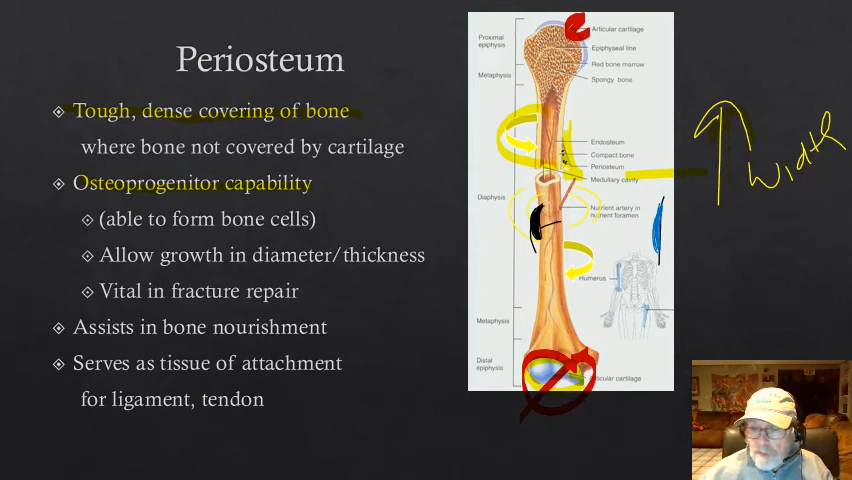 Periosteum
Tough, dense covering of bone
where bone not covered by cartilage
Osteoprogenitor capability
(able to form bone cells)
Allow growth in diameter/thickness
Vital in fracture repair
Assists in bone nourishment
Serves as tissue of attachment
for ligament, tendon
Proximal
epiphysis
Metaphysis
Diaphysis
Metaphysis
Distal
epiphysis
Articular cartilage
Epiphyseal line
Red bone marrow
Spongy bone
Endosteum
Compact bone
Periosteum
Medullary cavity
Nutrient artery in
nutrient foramen
Humerus
Articular cartilage
Width